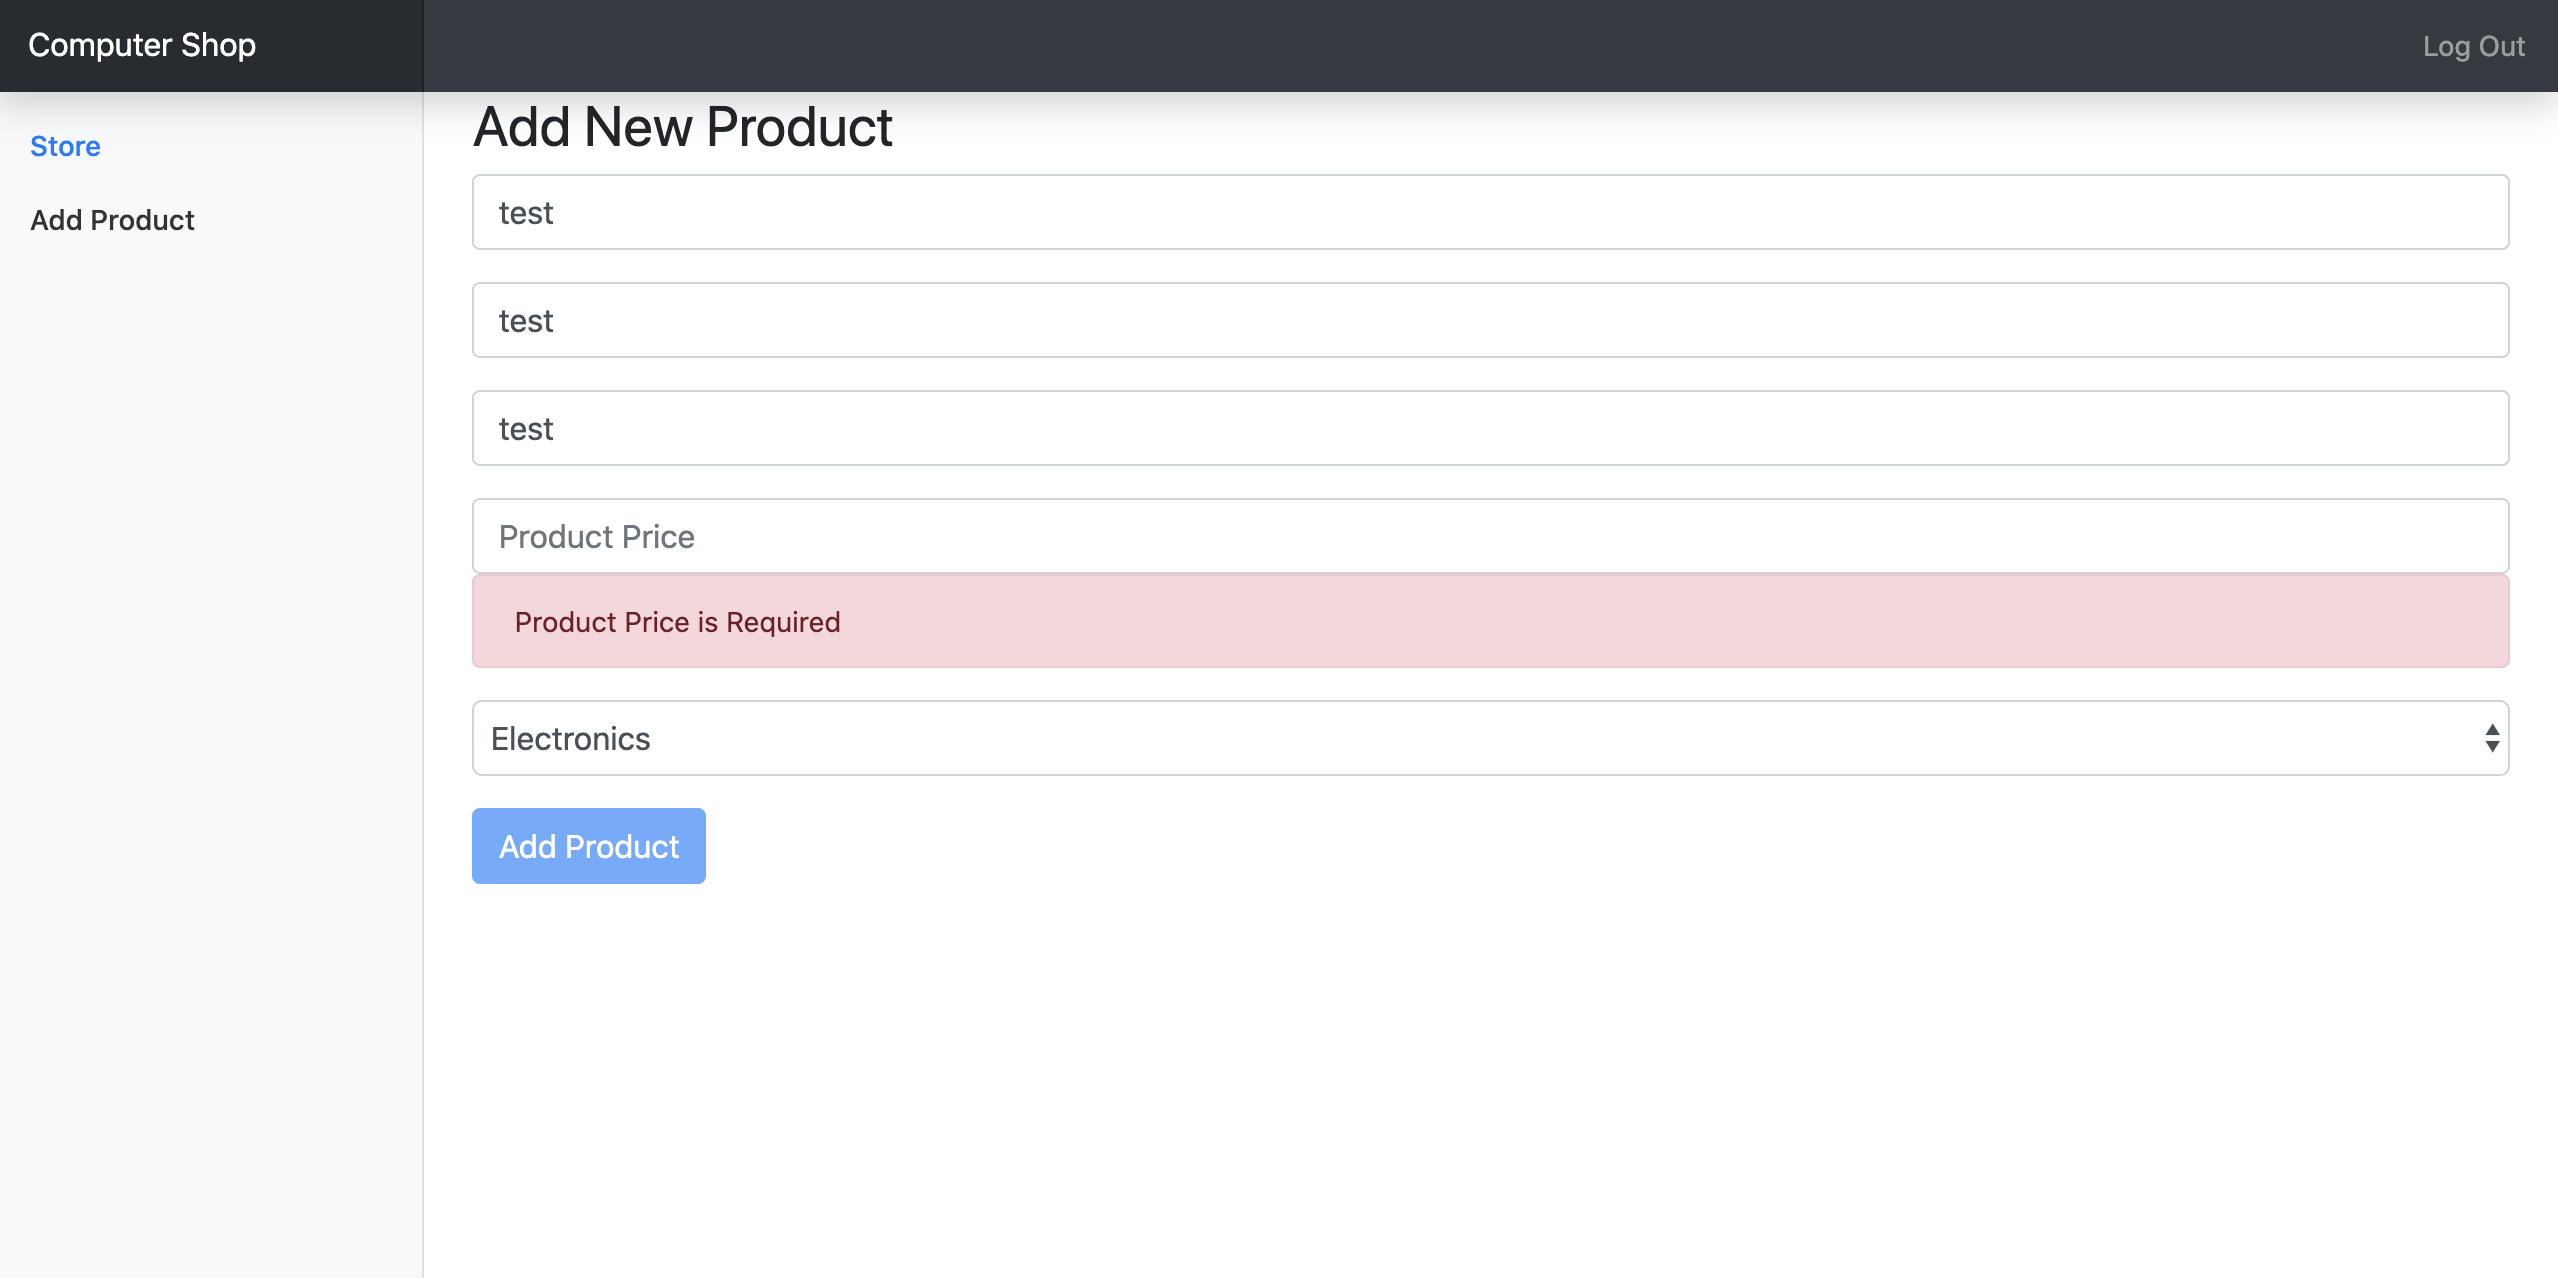 Computer Shop
Log Out
Store
Add Product
Add New Product
test
test
test
Product Price
Product Price is Required
Electronics
Add Product